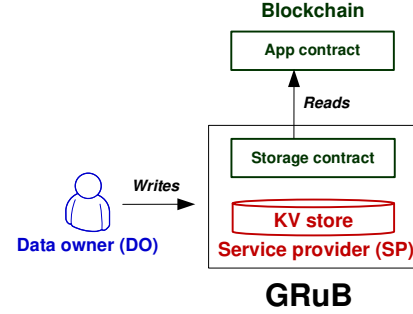 Blockchain
App contract
Reads
Storage contract
Writes
KV store
Data owner (DO)
Service provider (SP)
GRuB